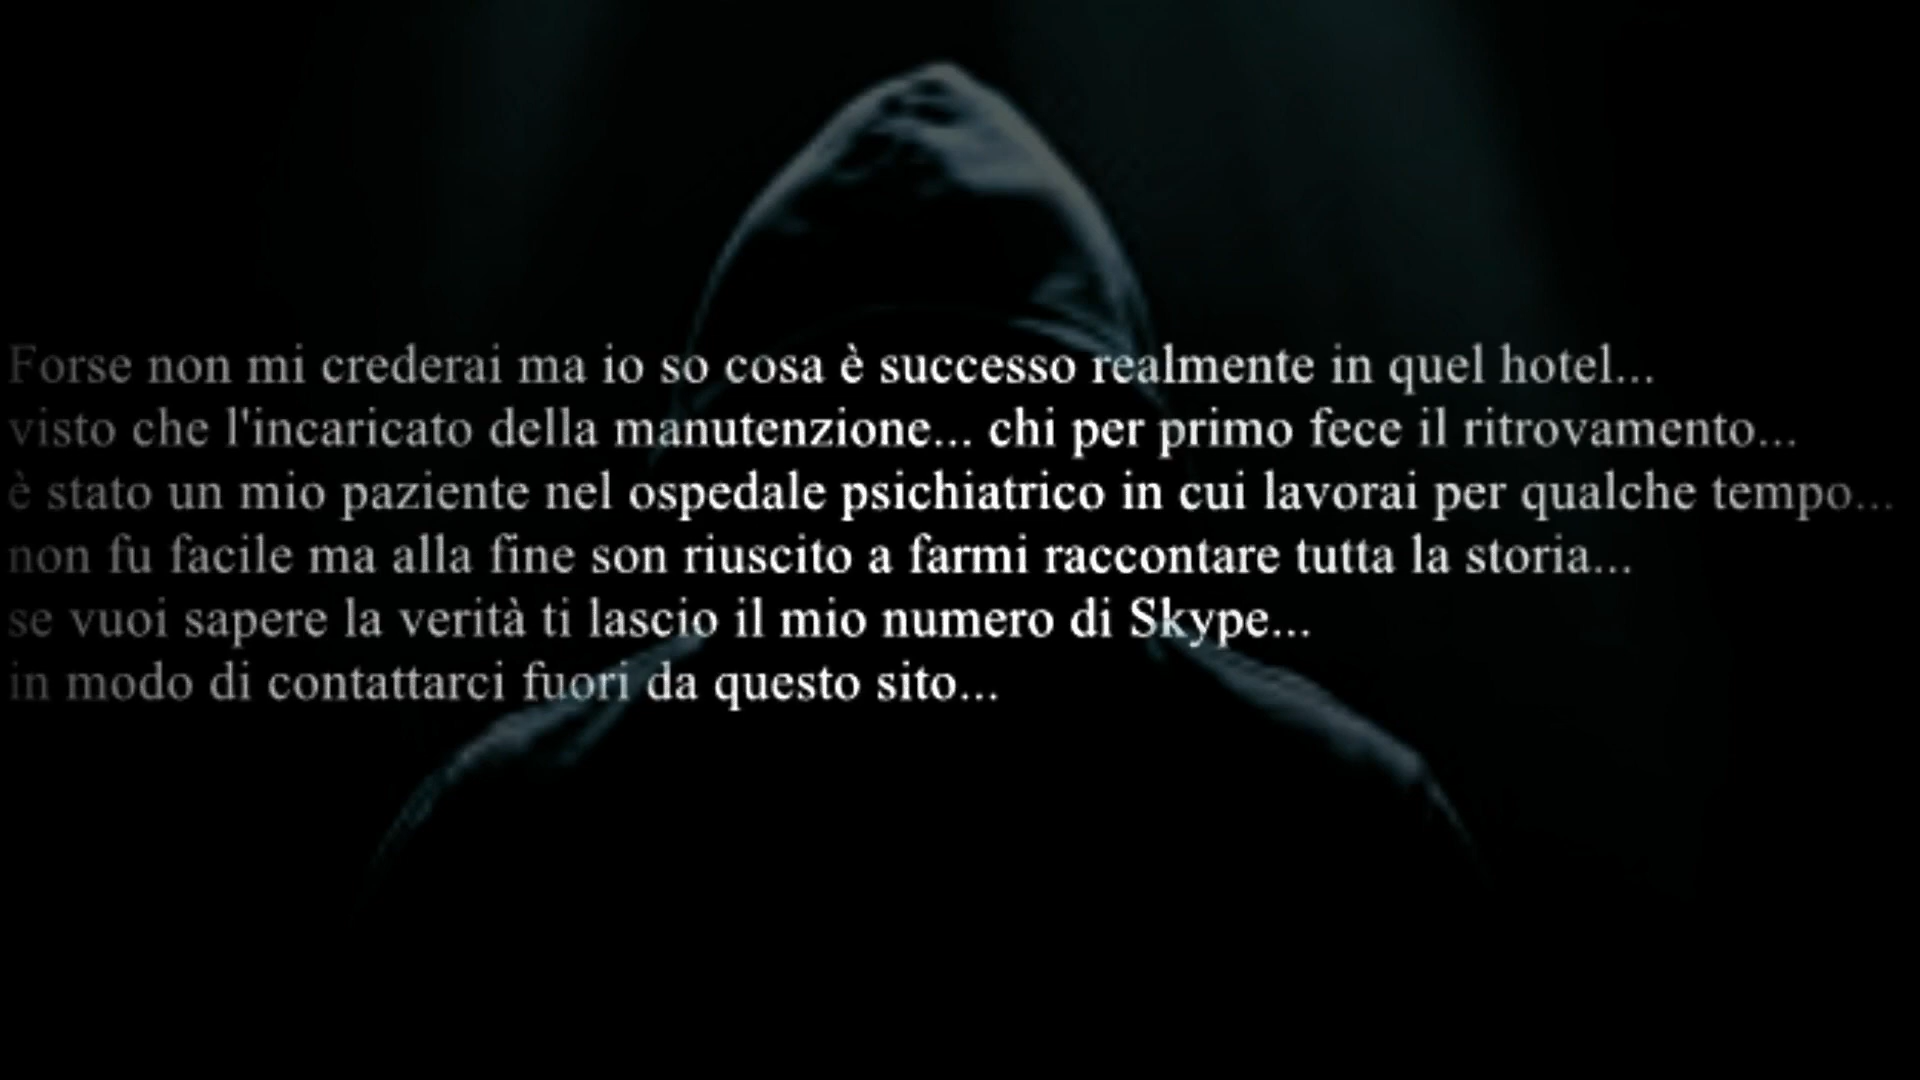 Forse non mi crederai ma io so cosa è successo realmente in quel hotel...
visto che l'incaricato della manutenzione... chi per primo fece il ritrovamento...
è stato un mio paziente nel ospedale psichiatrico in cui lavorai per qualche tempo...
non fu facile ma alla fine son riuscito a farmi raccontare tutta la storia...
se vuoi sapere la verità ti lascio il mio numero di Skype...
in modo di contattarci fuori da questo sito...